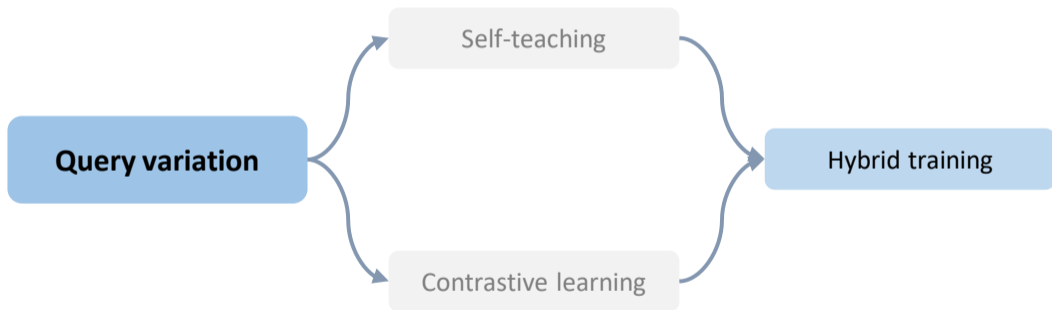 Self-teaching
Query variation
Hybrid training
Contrastive learning